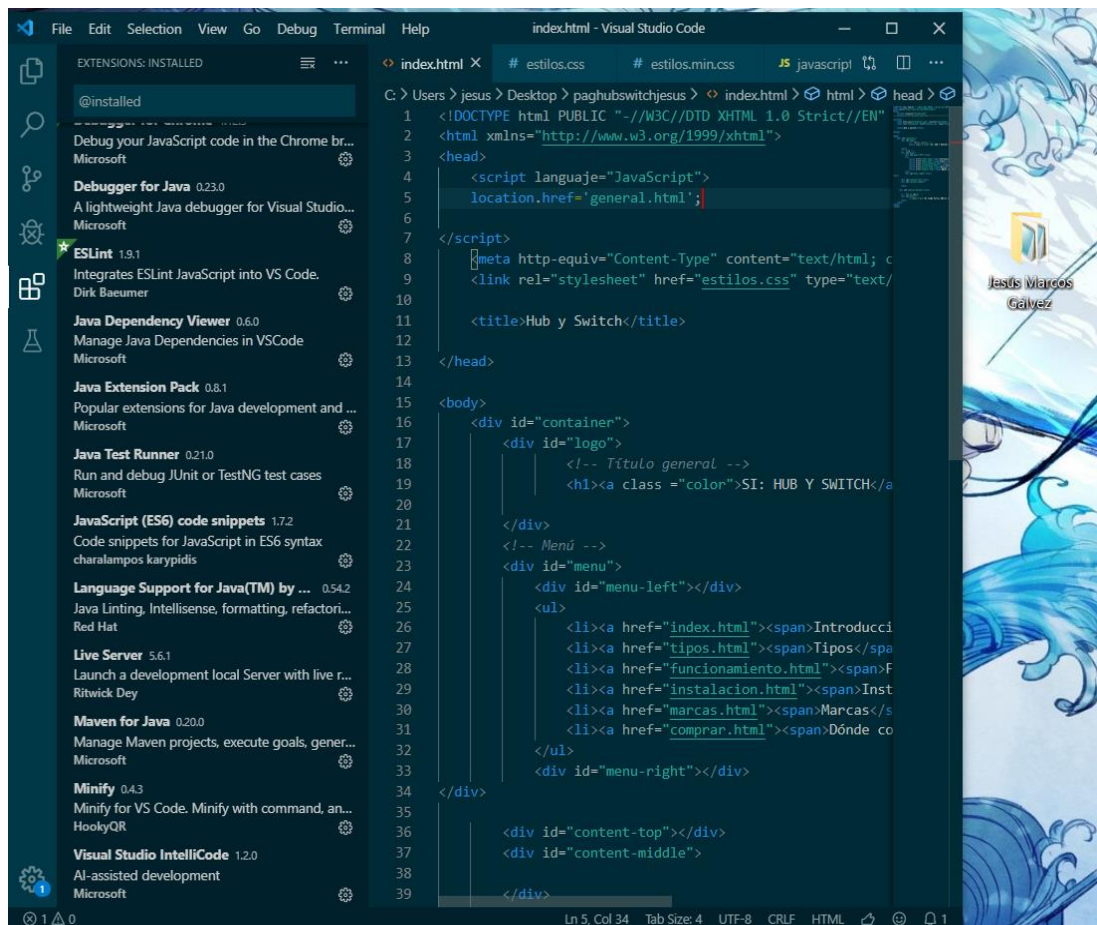 File Edit Selection View Go Debug Terminal Help index.html - Visual Studio Code
EXTENSIONS: INSTALLED
@installed
Debug your JavaScript code in the Chrome br...
Microsoft
Debugger for Java 0.23.0
A lightweight Java debugger for Visual Studio...
Microsoft
ESLint 1.9.1
Integrates ESLint JavaScript into VS Code.
Dirk Baeumer
Java Dependency Viewer 0.6.0
Manage Java Dependencies in VSCode
Microsoft
Java Extension Pack 0.8.1
Popular extensions for Java development and ...
Microsoft
Java Test Runner 0.21.0
Run and debug JUnit or TestNG test cases
Microsoft
JavaScript (ES6) code snippets 1.7.2
Code snippets for JavaScript in ES6 syntax
charalampos karypidis
Language Support for Java(TM) by ... 0.54.2
Java Linting, Intellisense, formatting, refactori...
Red Hat
Live Server 5.6.1
Launch a development local Server with live r...
Ritwick Dey
Maven for Java 0.20.0
Manage Maven projects, execute goals, gener...
Microsoft
Minify 0.4.3
Minify for VS Code. Minify with command, an...
HookyQR
Visual Studio IntelliCode 1.2.0
AI-assisted development
Microsoft
index.html # estilos.css # estilos.min.css JS javascript
C: > Users > jesus > Desktop > paghubswitchjesus > index.html > html > head >
1 <!DOCTYPE html PUBLIC "-//W3C//DTD XHTML 1.0 Strict//EN"
2 <html xmlns="http://www.w3.org/1999/xhtml">
3 <head>
4 <script languaje="JavaScript">
5 location.href='general.html';
6
7 </script>
8 <meta http-equiv="Content-Type" content="text/html; c
9 <link rel="stylesheet" href="estilos.css" type="text/
10
11 <title>Hub y Switch</title>
12
13 </head>
14
15 <body>
16 <div id="container">
17 <div id="logo">
18 <!-- Título general -->
19 <h1><a class ="color">SI: HUB Y SWITCH</a
20
21 </div>
22 <!-- Menú -->
23 <div id="menu">
24 <div id="menu-left"></div>
25 <ul>
26 <li><a href="index.html"><span>Introducci
27 <li><a href="tipos.html"><span>Tipos</spa
28 <li><a href="funcionamiento.html"><span>F
29 <li><a href="instalacion.html"><span>Inst
30 <li><a href="marcas.html"><span>Marcas</s
31 <li><a href="comprar.html"><span>Dónde co
32 </ul>
33 <div id="menu-right"></div>
34 </div>
35
36 <div id="content-top"></div>
37 <div id="content-middle">
38
39 </div>
1
1 0 Ln 5, Col 34 Tab Size: 4 UTF-8 CRLF HTML 1
Jesús Marcos
Gálvez